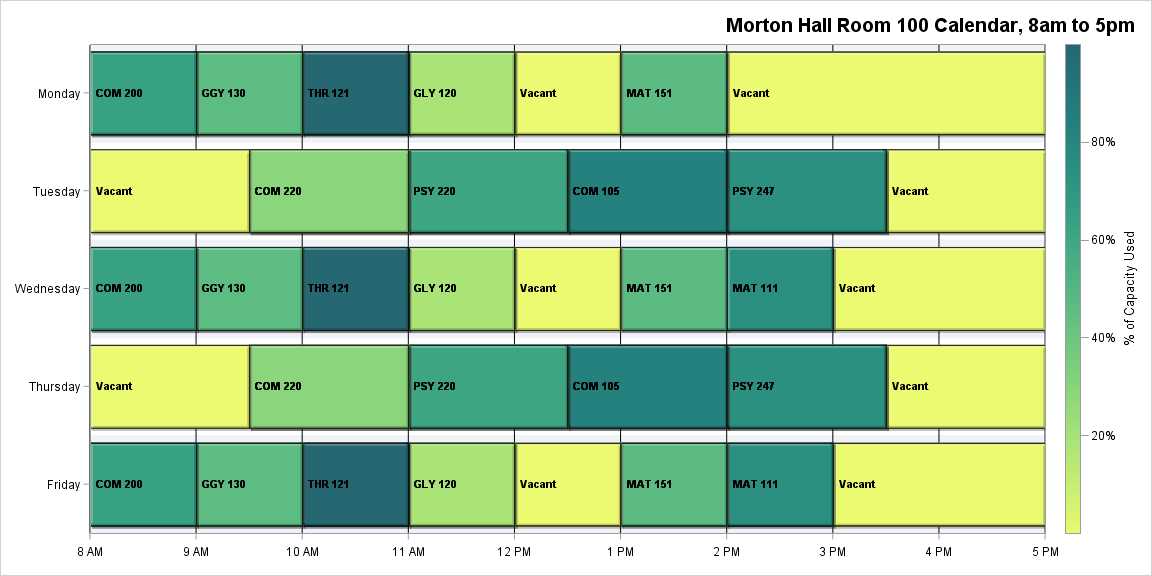 Morton Hall Room 100 Calendar, 8am to 5pm
Monday
COM 200
GGY 130
THR 121
GLY 120
Vacant
MAT 151
Vacant
Tuesday
Vacant
COM 220
PSY 220
COM 105
PSY 247
Vacant
Wednesday
COM 200
GGY 130
THR 121
GLY 120
Vacant
MAT 151
MAT 111
Vacant
Thursday
Vacant
COM 220
PSY 220
COM 105
PSY 247
Vacant
Friday
COM 200
GGY 130
THR 121
GLY 120
Vacant
MAT 151
MAT 111
Vacant
8 AM
9 AM
10 AM
11 AM
12 PM
1 PM
2 PM
3 PM
4 PM
5 PM
80%
60%
40%
20%
% of Capacity Used